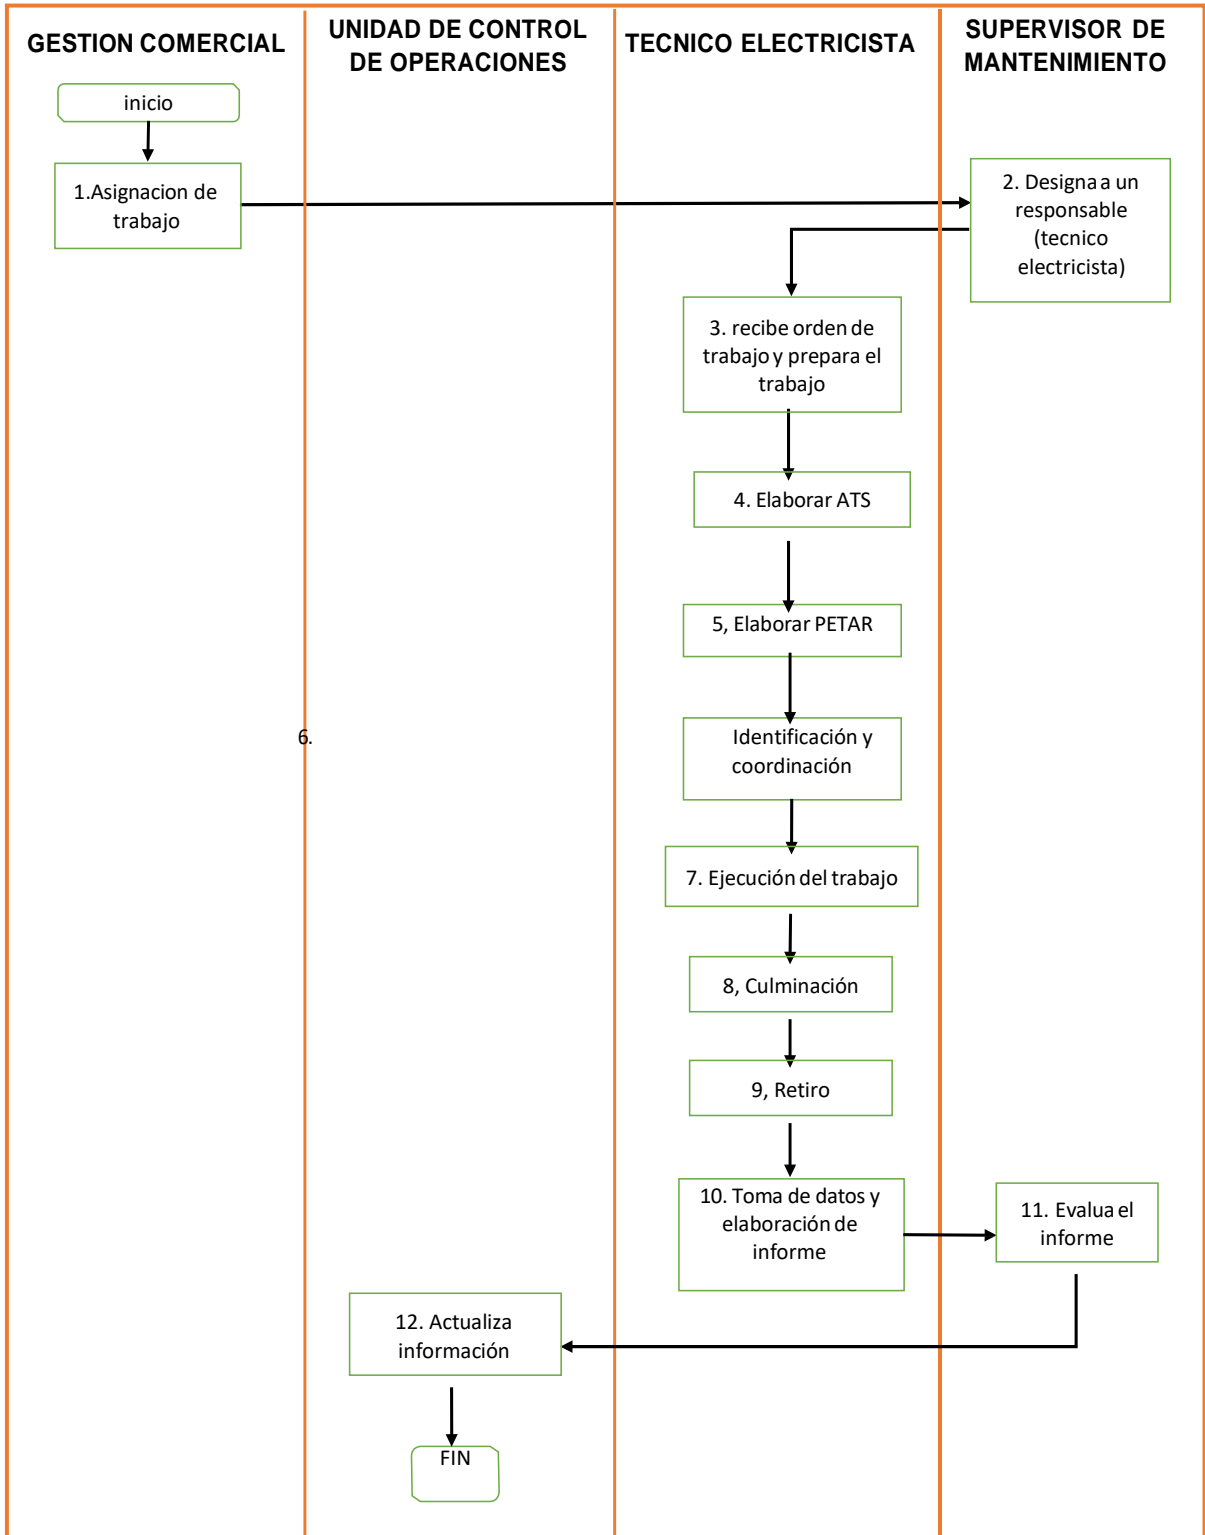 GESTION COMERCIAL
UNIDAD DE CONTROL
DE OPERACIONES
TECNICO ELECTRICISTA
SUPERVISOR DE
MANTENIMIENTO
inicio
1.Asignacion de
trabajo
2. Designa a un
responsable
(tecnico
electricista)
3. recibe orden de
trabajo y prepara el
trabajo
4. Elaborar ATS
5, Elaborar PETAR
6.
Identificación y
coordinación
7. Ejecución del trabajo
8, Culminación
9, Retiro
10. Toma de datos y
elaboración de
informe
11. Evalua el
informe
12. Actualiza
información
FIN